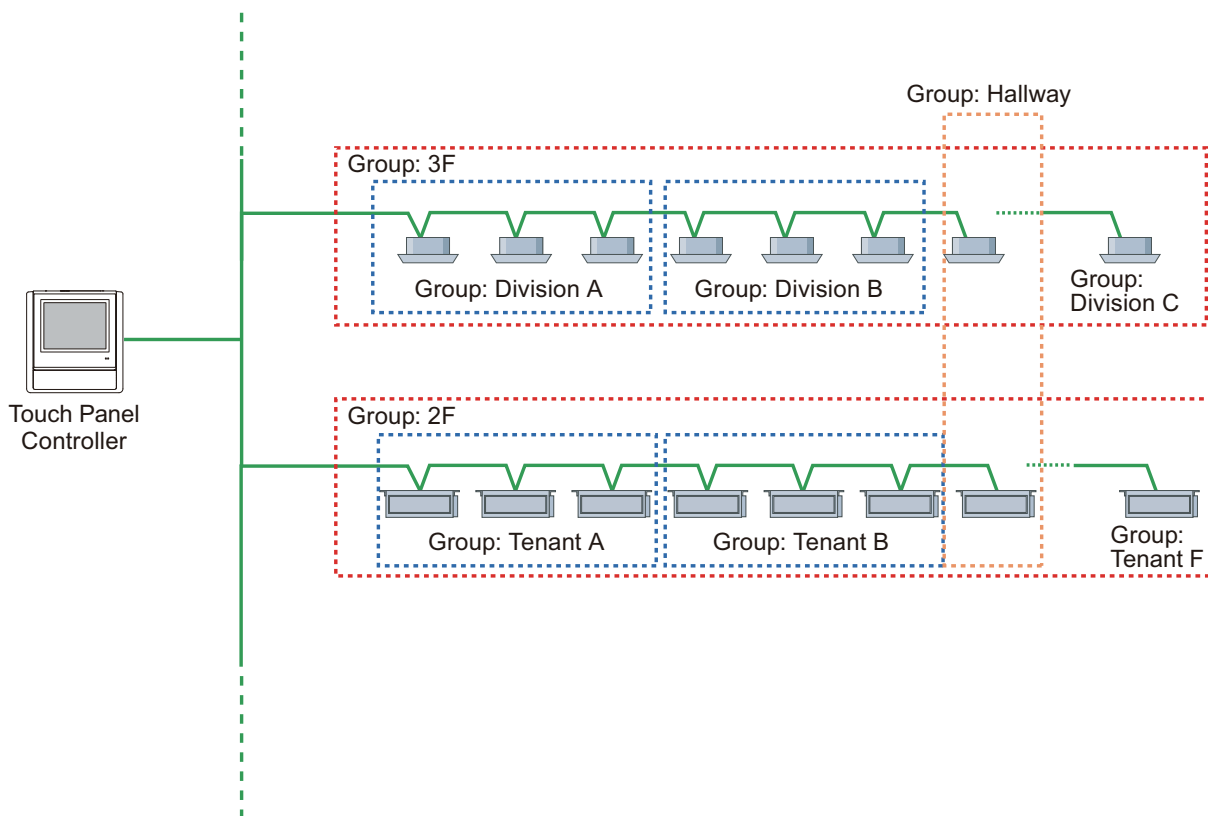 Group: Hallway
Group: 3F
Group: Division A
Group: Division B
Group:
Division C
Touch Panel
Controller
Group: 2F
Group: Tenant A
Group: Tenant B
Group:
Tenant F